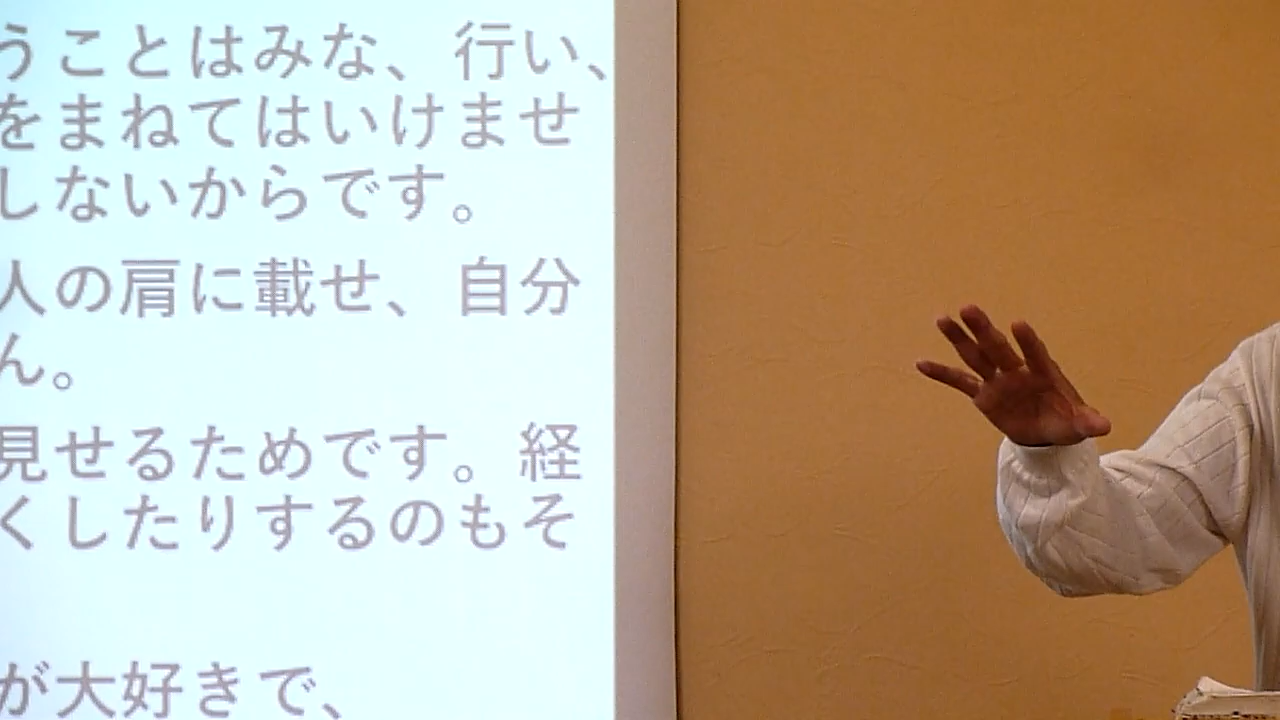 うことはみな、行い、
をまねてはいけませ
しないからです。
人の肩に載せ、自分
ん。
見せるためです。経
くしたりするのもそ
が大好きで、